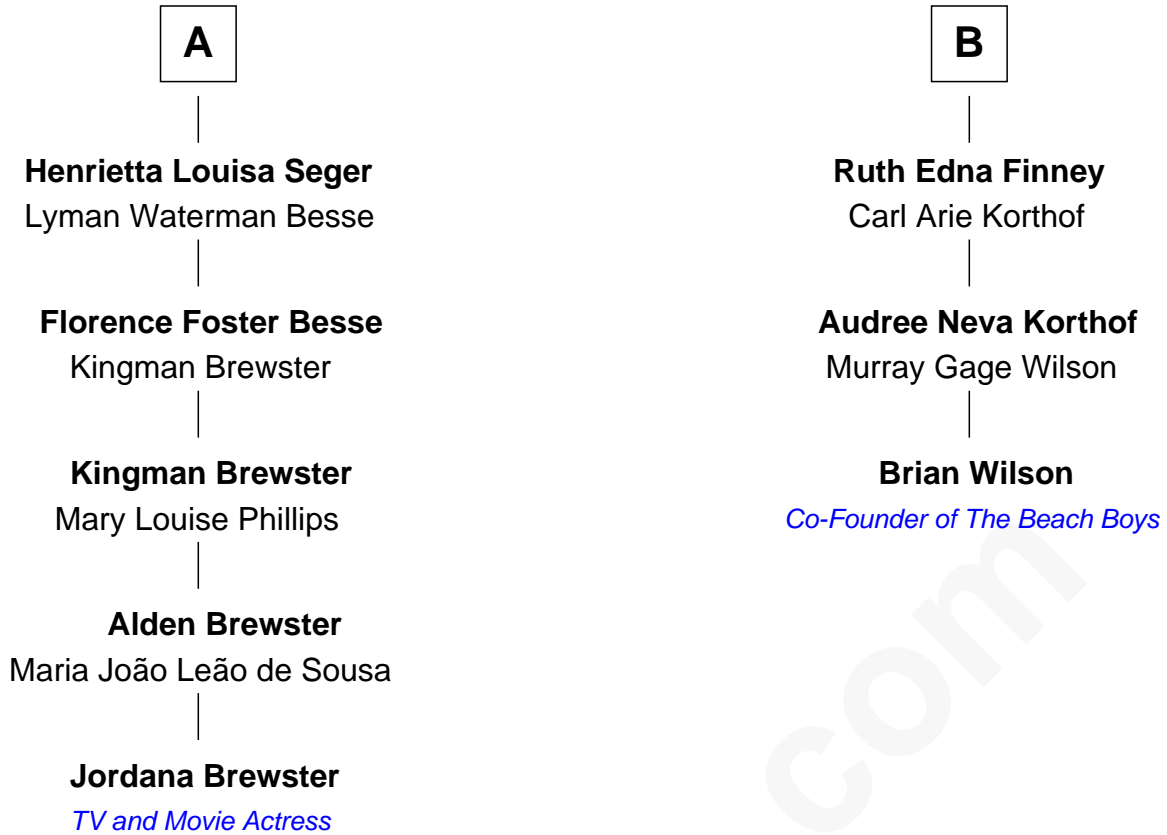 A
Henrietta Louisa Seger
Lyman Waterman Besse
Florence Foster Besse
Kingman Brewster
Kingman Brewster
Mary Louise Phillips
Alden Brewster
Maria João Leão de Sousa
Jordana Brewster
TV and Movie Actress
B
Ruth Edna Finney
Carl Arie Korthof
Audree Neva Korthof
Murray Gage Wilson
Brian Wilson
Co-Founder of The Beach Boys
com